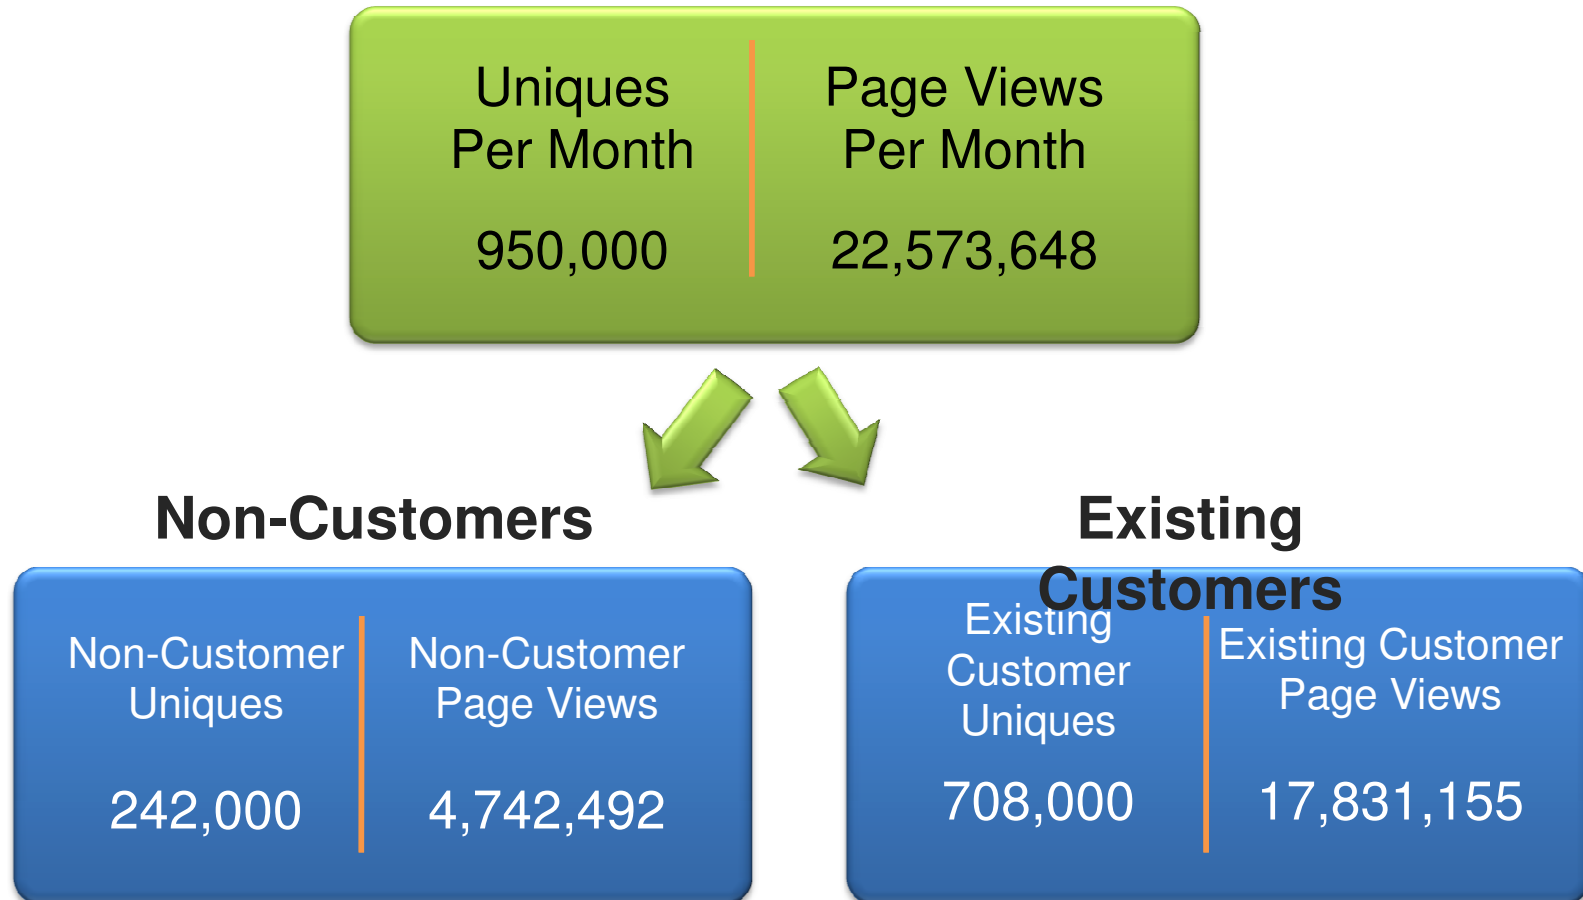 Uniques
Per Month
950,000
Page Views
Per Month
22,573,648
Non-Customers
Non-Customer
Uniques
242,000
Non-Customer
Page Views
4,742,492
Existing
Customers
Existing
Customer
Uniques
708,000
Existing Customer
Page Views
17,831,155